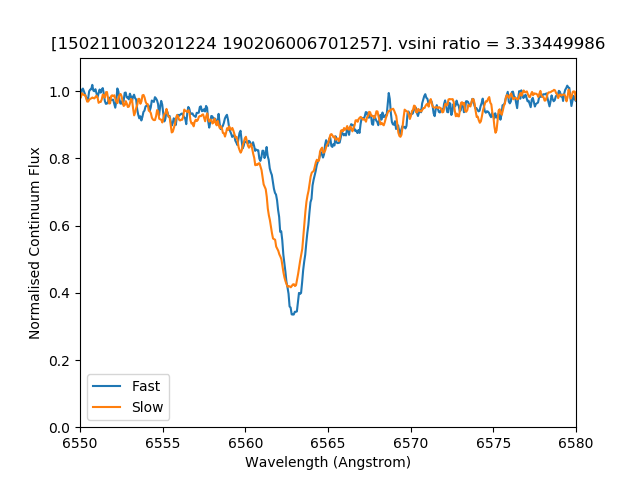 [150211003201224 190206006701257]. vsini ratio = 3.33449986
Normalised Continuum Flux
1.0
0.8
0.6
0.4
0.2
0.0
Fast
Slow
6550 6555 6560 6565 6570 6575 6580
Wavelength (Angstrom)